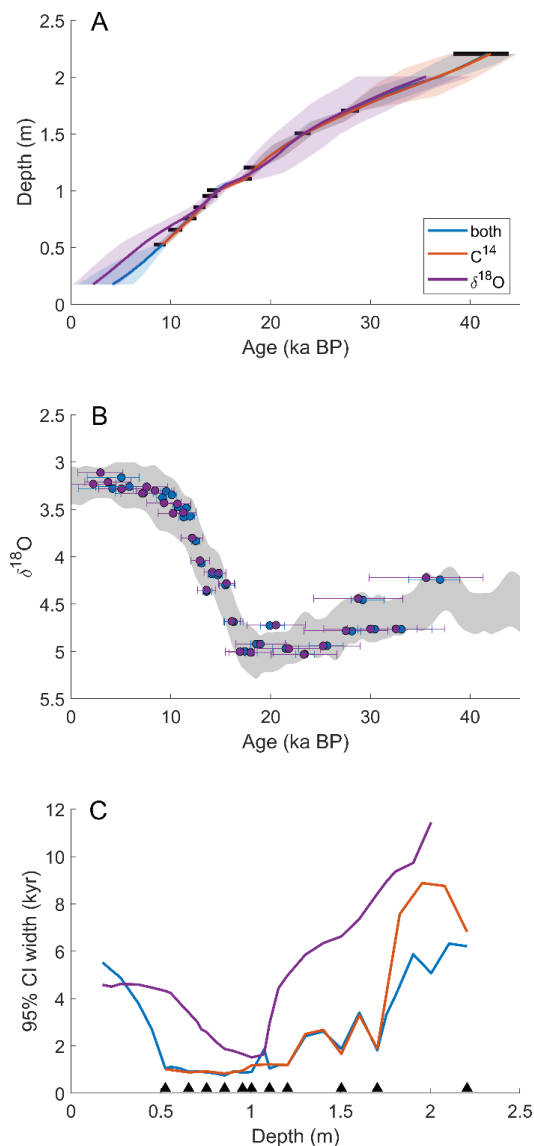 A
2.5
2
1.5
1
0.5
0
Depth (m)
both
C¹⁴
δ¹⁸O
0 10 20 30 40
Age (ka BP)
B
2.5
3
3.5
4
4.5
5
5.5
δ¹⁸O
0 10 20 30 40
Age (ka BP)
C
12
10
8
6
4
2
0
95% CI width (kyr)
0 0.5 1 1.5 2 2.5
Depth (m)